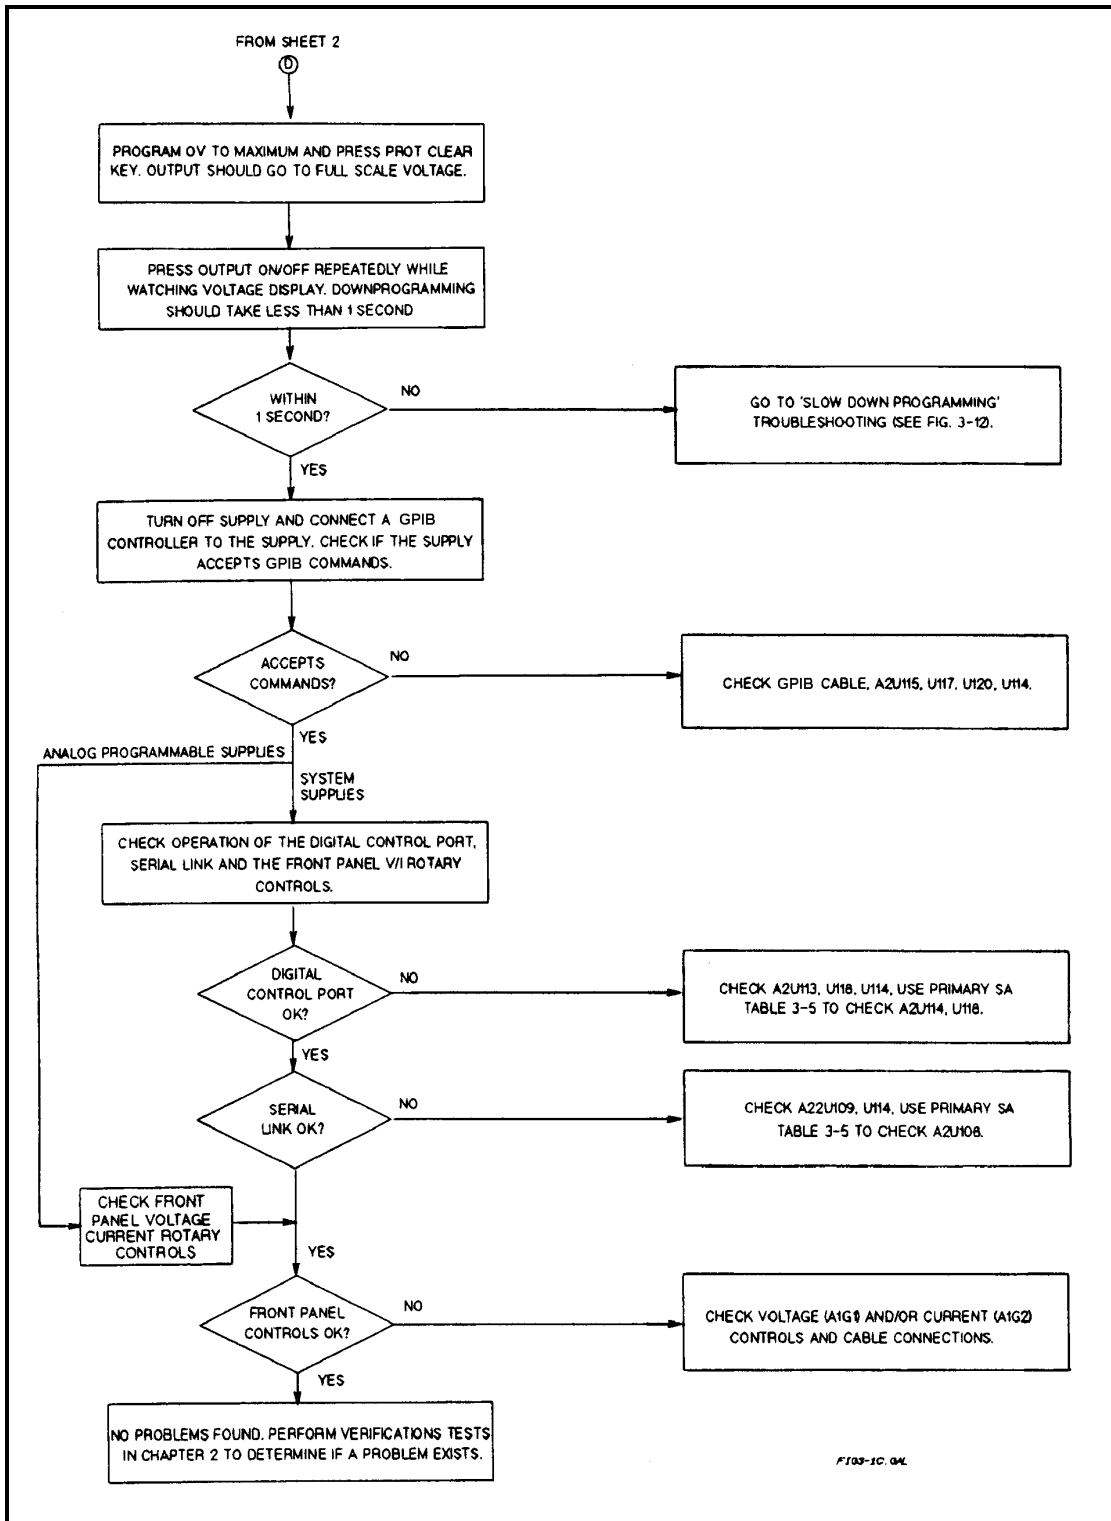 FROM SHEET 2
D
PROGRAM OV TO MAXIMUM AND PRESS PROT CLEAR
KEY. OUTPUT SHOULD GO TO FULL SCALE VOLTAGE.
PRESS OUTPUT ON/OFF REPEATEDLY WHILE
WATCHING VOLTAGE DISPLAY. DOWNPROGRAMMING
SHOULD TAKE LESS THAN 1 SECOND
WITHIN
1 SECOND?
NO
GO TO 'SLOW DOWN PROGRAMMING'
TROUBLESHOOTING (SEE FIG. 3-12).
YES
TURN OFF SUPPLY AND CONNECT A GPIB
CONTROLLER TO THE SUPPLY. CHECK IF THE SUPPLY
ACCEPTS GPIB COMMANDS.
ACCEPTS
COMMANDS?
NO
CHECK GPIB CABLE, A2U115, U117, U120, U114.
YES
ANALOG PROGRAMMABLE SUPPLIES
SYSTEM
SUPPLIES
CHECK OPERATION OF THE DIGITAL CONTROL PORT,
SERIAL LINK AND THE FRONT PANEL V/I ROTARY
CONTROLS.
DIGITAL
CONTROL PORT
OK?
NO
CHECK A2U113, U118, U114, USE PRIMARY SA
TABLE 3-5 TO CHECK A2U114, U118.
YES
SERIAL
LINK OK?
NO
CHECK A22U109, U114, USE PRIMARY SA
TABLE 3-5 TO CHECK A2U108.
CHECK FRONT
PANEL VOLTAGE
CURRENT ROTARY
CONTROLS
YES
FRONT PANEL
CONTROLS OK?
NO
CHECK VOLTAGE (A1G1) AND/OR CURRENT (A1G2)
CONTROLS AND CABLE CONNECTIONS.
YES
NO PROBLEMS FOUND. PERFORM VERIFICATIONS TESTS
IN CHAPTER 2 TO DETERMINE IF A PROBLEM EXISTS.
FIG3-1C.GAL